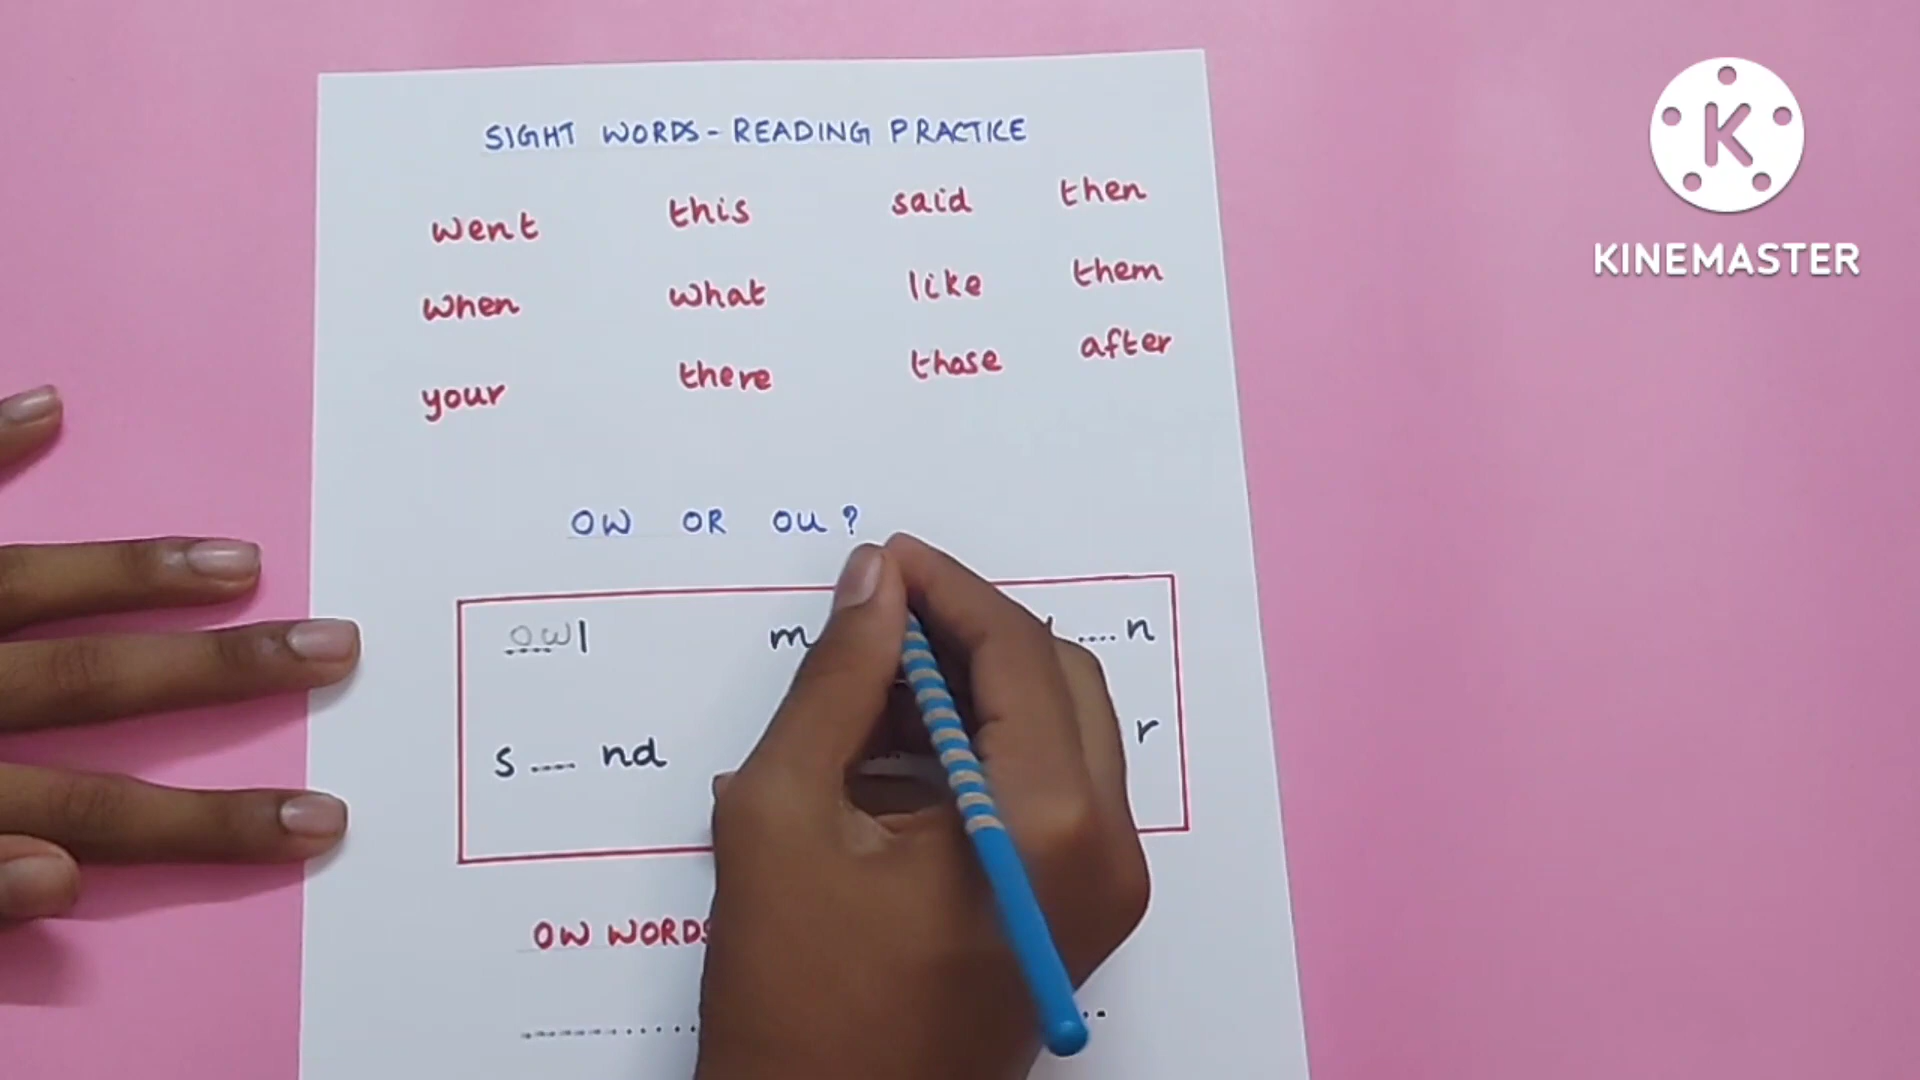 SIGHT WORDS - READING PRACTICE
went this said then
when what like them
your there those after
OW OR OU?
owl m .... n
s .... nd r
OW WORDS
K
KINEMASTER